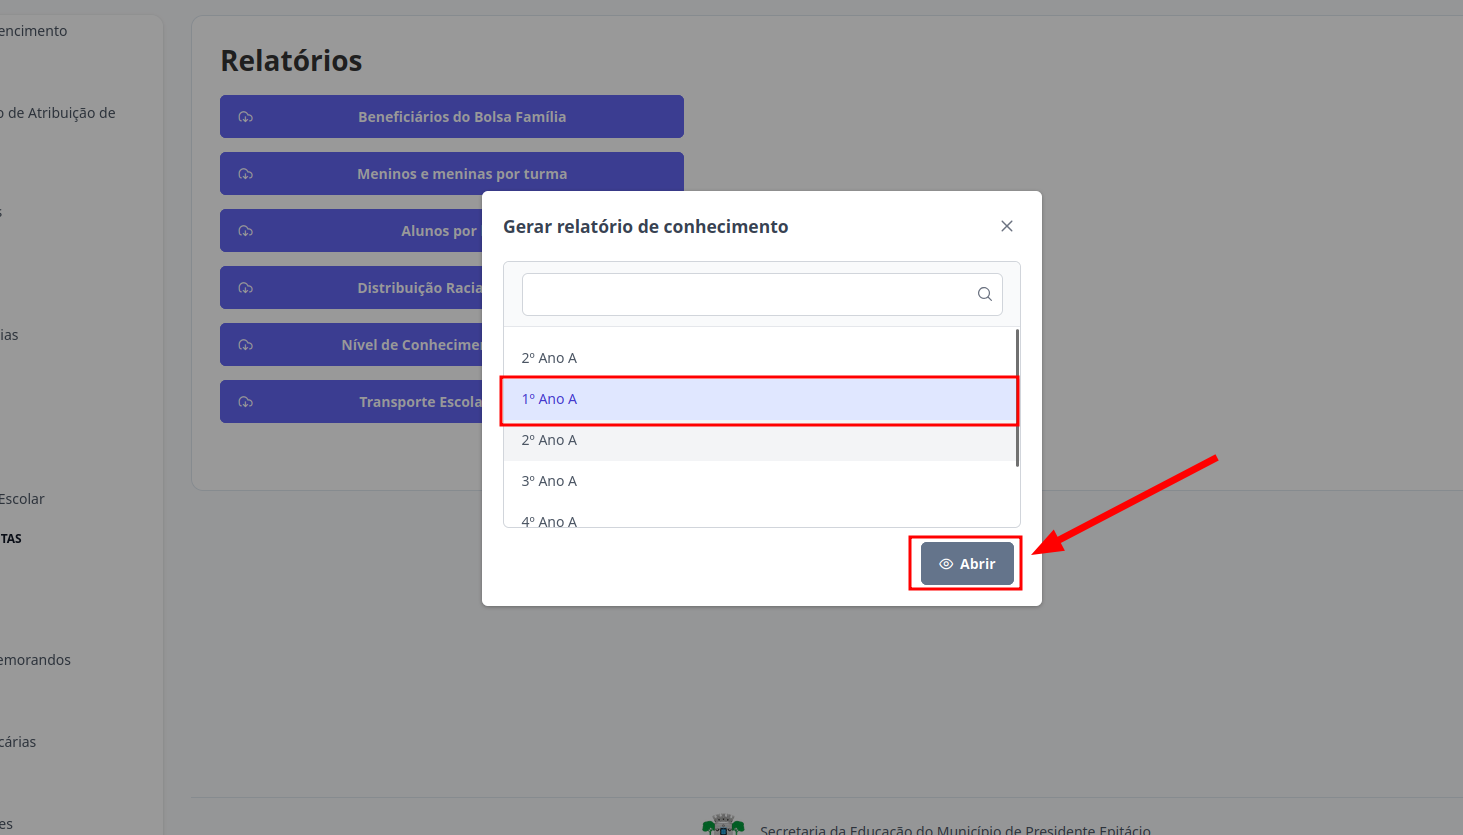 encimento
o de Atribuição de
s
ias
Escolar
TAS
emorandos
cárias
es
Relatórios
Beneficiários do Bolsa Família
Meninos e meninas por turma
Alunos por
Distribuição Racia
Nível de Conhecimen
Transporte Escola
Gerar relatório de conhecimento
2º Ano A
1º Ano A
2º Ano A
3º Ano A
4º Ano A
Abrir
Secretaria da Educação do Município de Presidente Epitácio